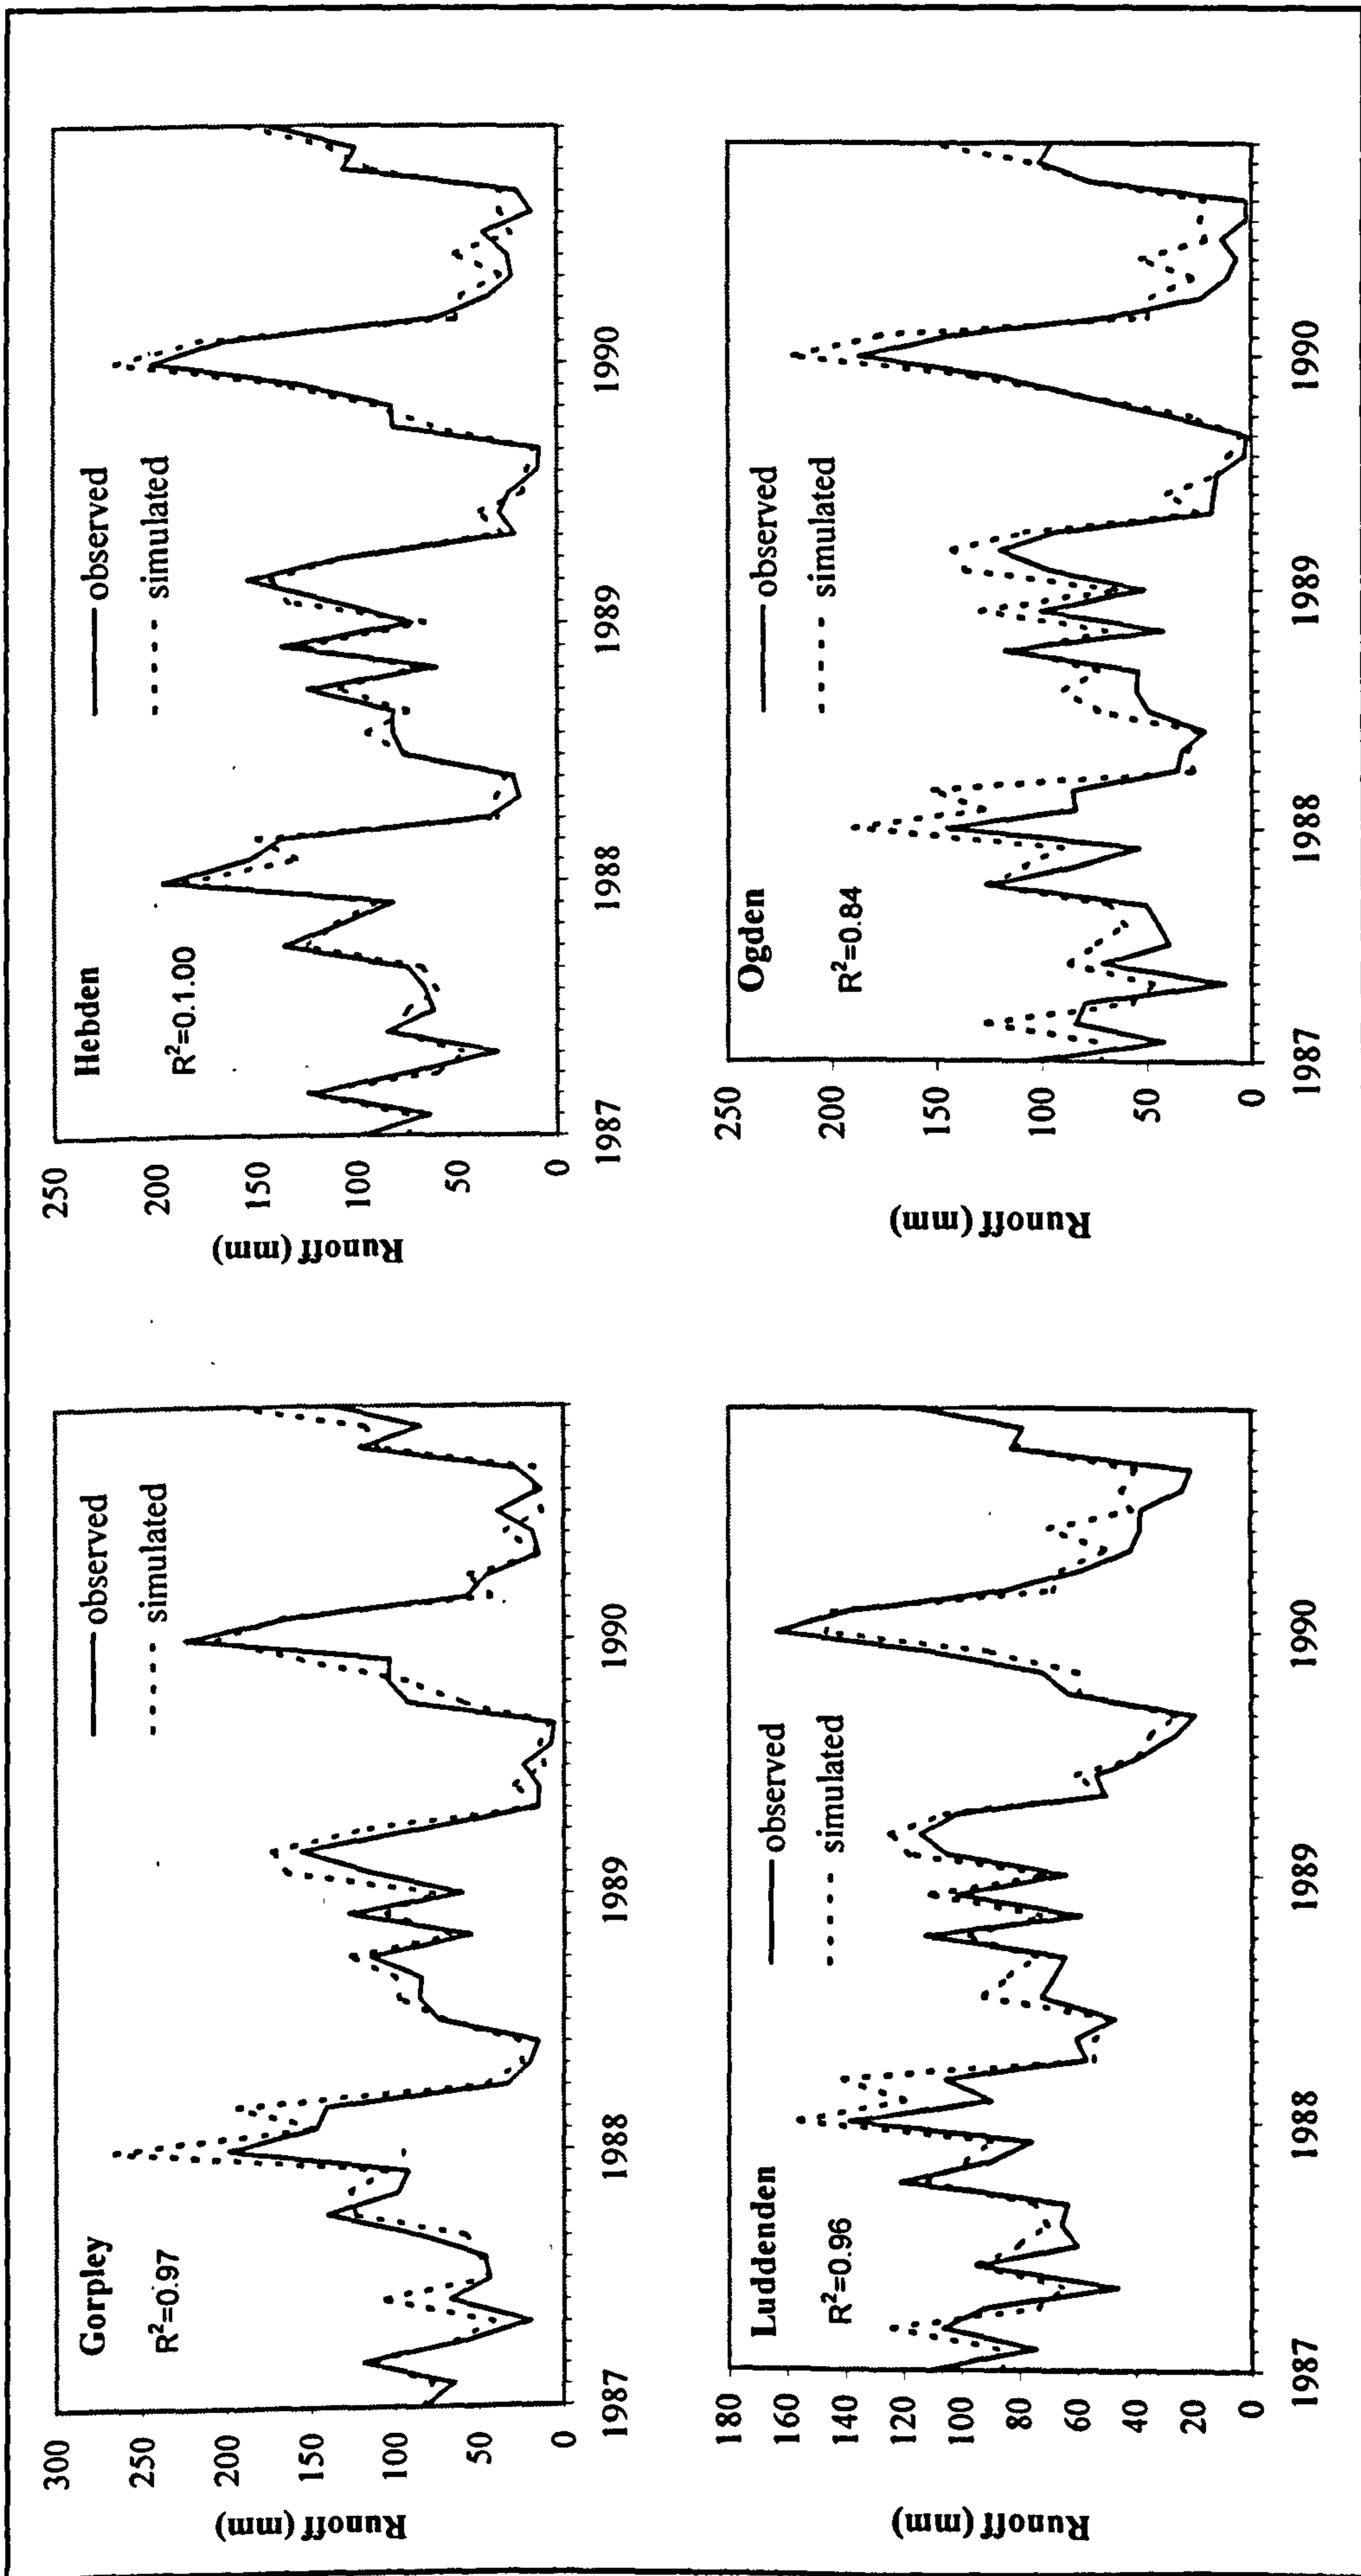 Gorpley
R²=0.97
observed
simulated
Runoff (mm)
300
250
200
150
100
50
0
1987
1988
1989
1990
Hebden
R²=0.1.00
observed
simulated
Runoff (mm)
250
200
150
100
50
0
1987
1988
1989
1990
Luddenden
R²=0.96
observed
simulated
Runoff (mm)
180
160
140
120
100
80
60
40
20
0
1987
1988
1989
1990
Ogden
R²=0.84
observed
simulated
Runoff (mm)
250
200
150
100
50
0
1987
1988
1989
1990